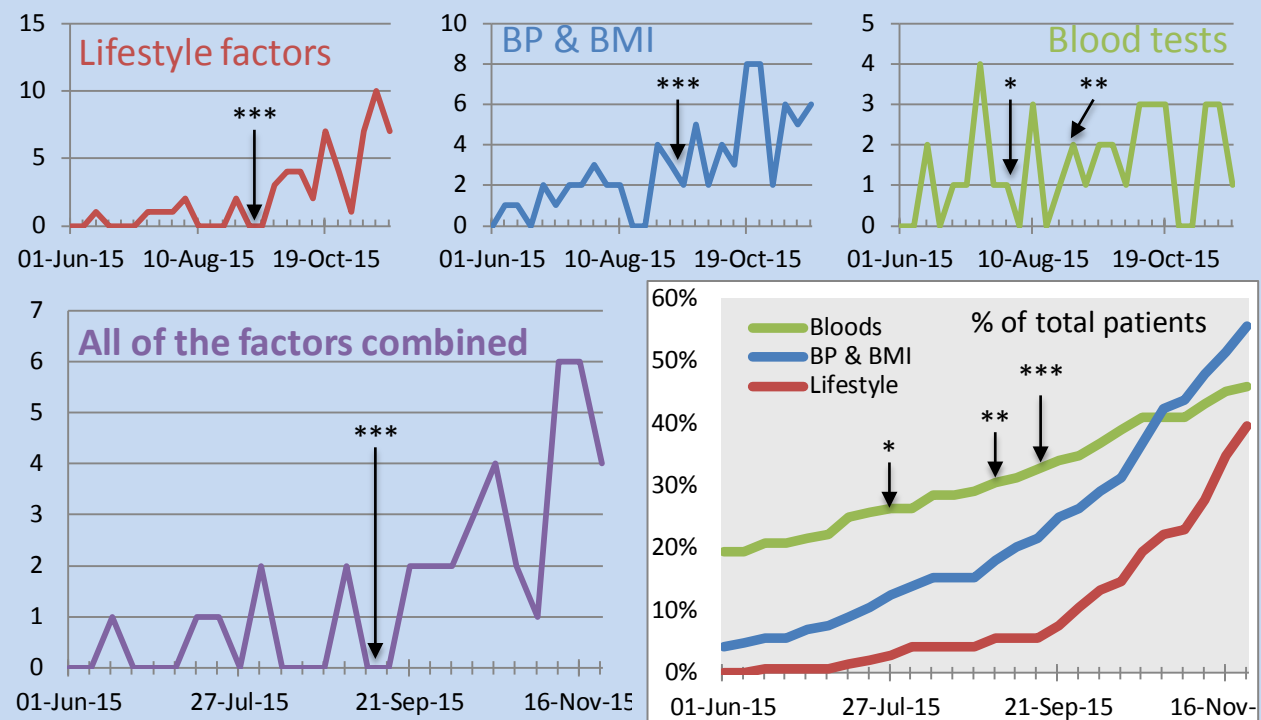 Lifestyle factors
15
10
5
0
***
01-Jun-15 10-Aug-15 19-Oct-15
BP & BMI
10
8
6
4
2
0
***
01-Jun-15 10-Aug-15 19-Oct-15
Blood tests
5
4
3
2
1
0
* **
01-Jun-15 10-Aug-15 19-Oct-15
All of the factors combined
7
6
5
4
3
2
1
0
***
01-Jun-15 27-Jul-15 21-Sep-15 16-Nov-15
60%
50%
40%
30%
20%
10%
0%
Bloods
BP & BMI
Lifestyle
% of total patients
* ** ***
01-Jun-15 27-Jul-15 21-Sep-15 16-Nov-